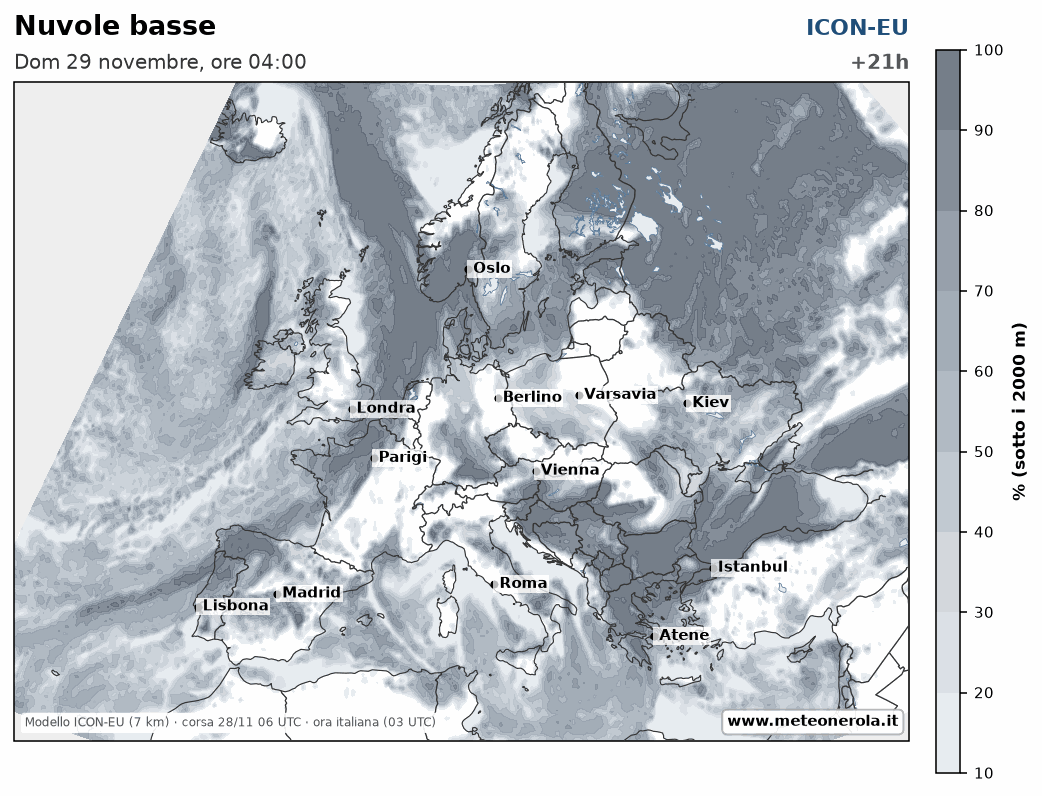 Nuvole basse
ICON-EU
Dom 29 novembre, ore 04:00
+21h
Oslo
Londra
Berlino
Varsavia
Kiev
Parigi
Vienna
Istanbul
Roma
Madrid
Lisbona
Atene
Modello ICON-EU (7 km) · corsa 28/11 06 UTC · ora italiana (03 UTC)
www.meteonerola.it
100
90
80
70
60
50
40
30
20
10
% (sotto i 2000 m)